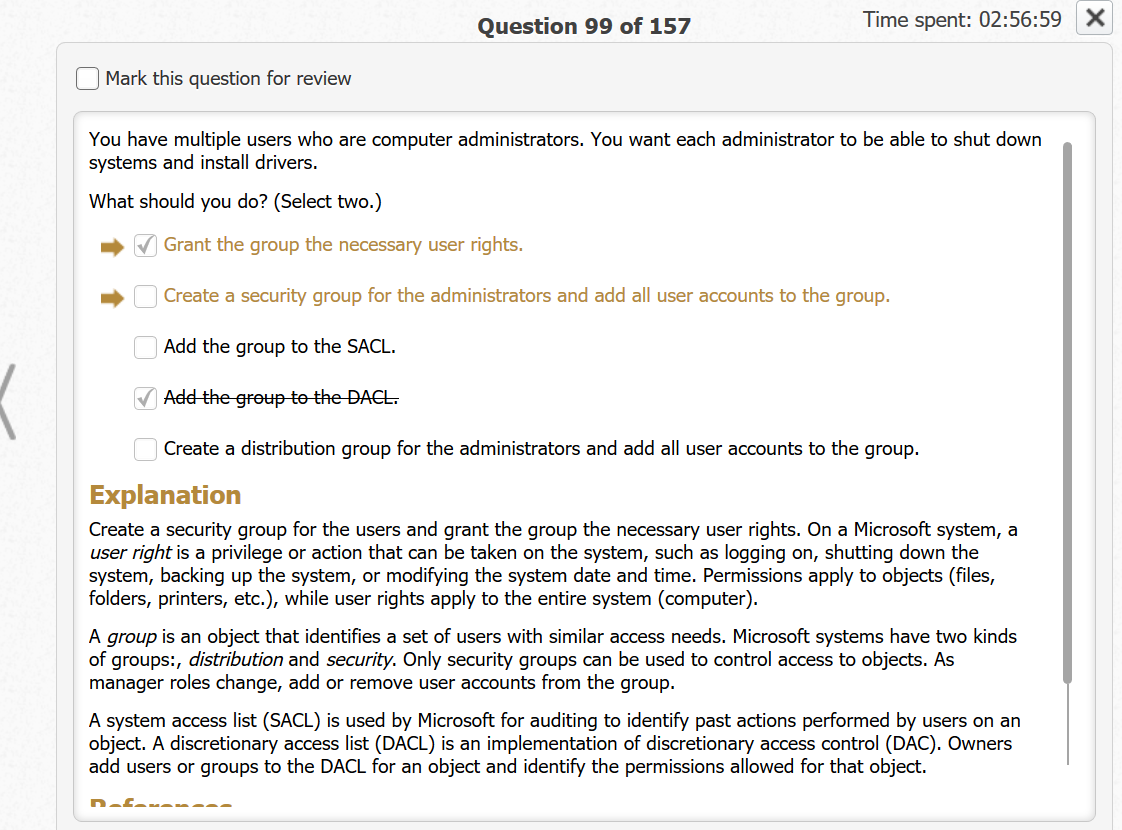 Question 99 of 157
Time spent: 02:56:59
Mark this question for review
You have multiple users who are computer administrators. You want each administrator to be able to shut down
systems and install drivers.
What should you do? (Select two.)
Grant the group the necessary user rights.
Create a security group for the administrators and add all user accounts to the group.
Add the group to the SACL.
Add the group to the DACL.
Create a distribution group for the administrators and add all user accounts to the group.
Explanation
Create a security group for the users and grant the group the necessary user rights. On a Microsoft system, a
user right is a privilege or action that can be taken on the system, such as logging on, shutting down the
system, backing up the system, or modifying the system date and time. Permissions apply to objects (files,
folders, printers, etc.), while user rights apply to the entire system (computer).
A group is an object that identifies a set of users with similar access needs. Microsoft systems have two kinds
of groups:, distribution and security. Only security groups can be used to control access to objects. As
manager roles change, add or remove user accounts from the group.
A system access list (SACL) is used by Microsoft for auditing to identify past actions performed by users on an
object. A discretionary access list (DACL) is an implementation of discretionary access control (DAC). Owners
add users or groups to the DACL for an object and identify the permissions allowed for that object.
References